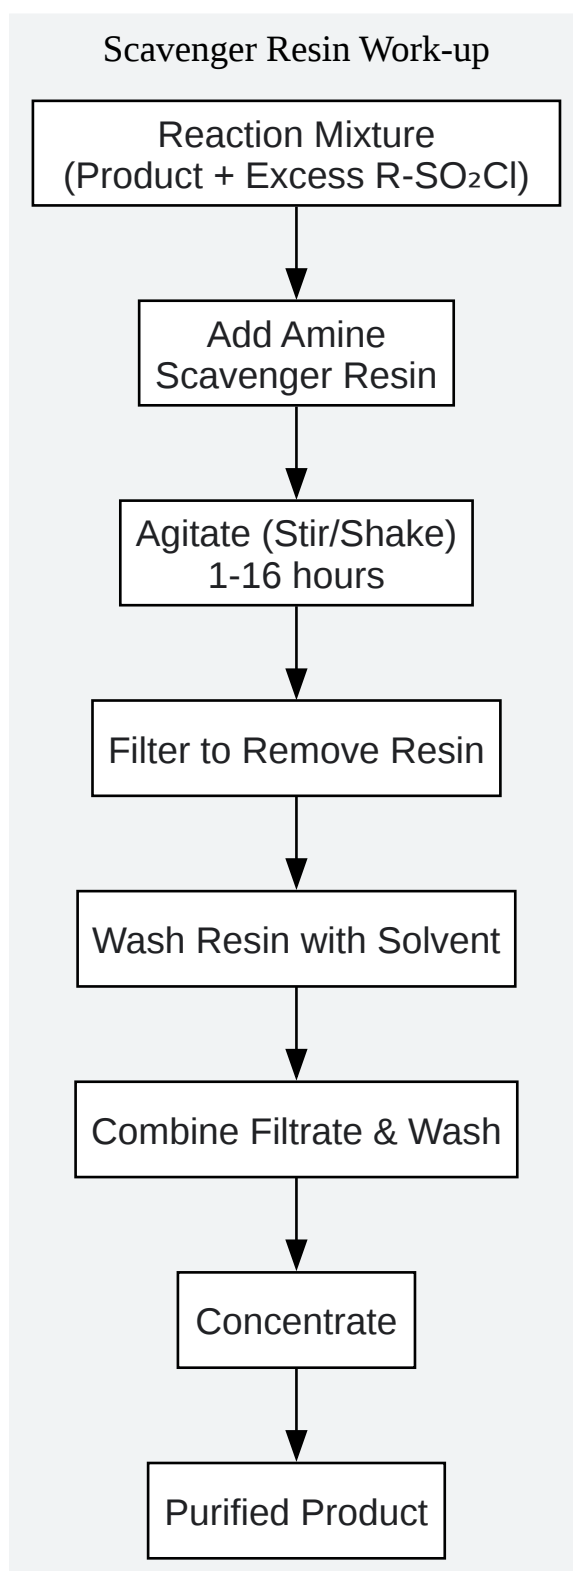 Scavenger Resin Work-up
Reaction Mixture
(Product + Excess R-SO₂Cl)
Add Amine
Scavenger Resin
Agitate (Stir/Shake)
1-16 hours
Filter to Remove Resin
Wash Resin with Solvent
Combine Filtrate & Wash
Concentrate
Purified Product